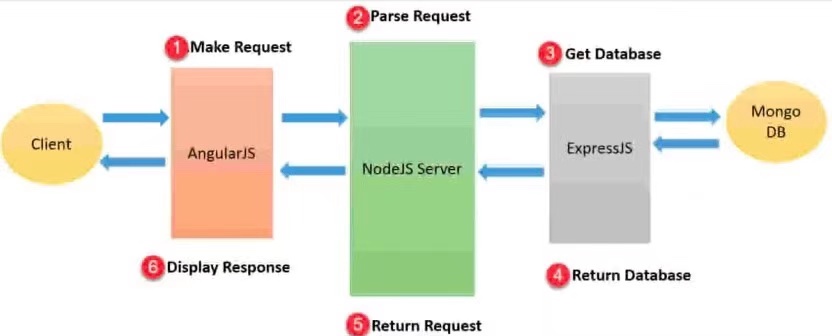 2 Parse Request
1 Make Request
3 Get Database
Client
AngularJS
NodeJS Server
ExpressJS
Mongo
DB
6 Display Response
4 Return Database
5 Return Request